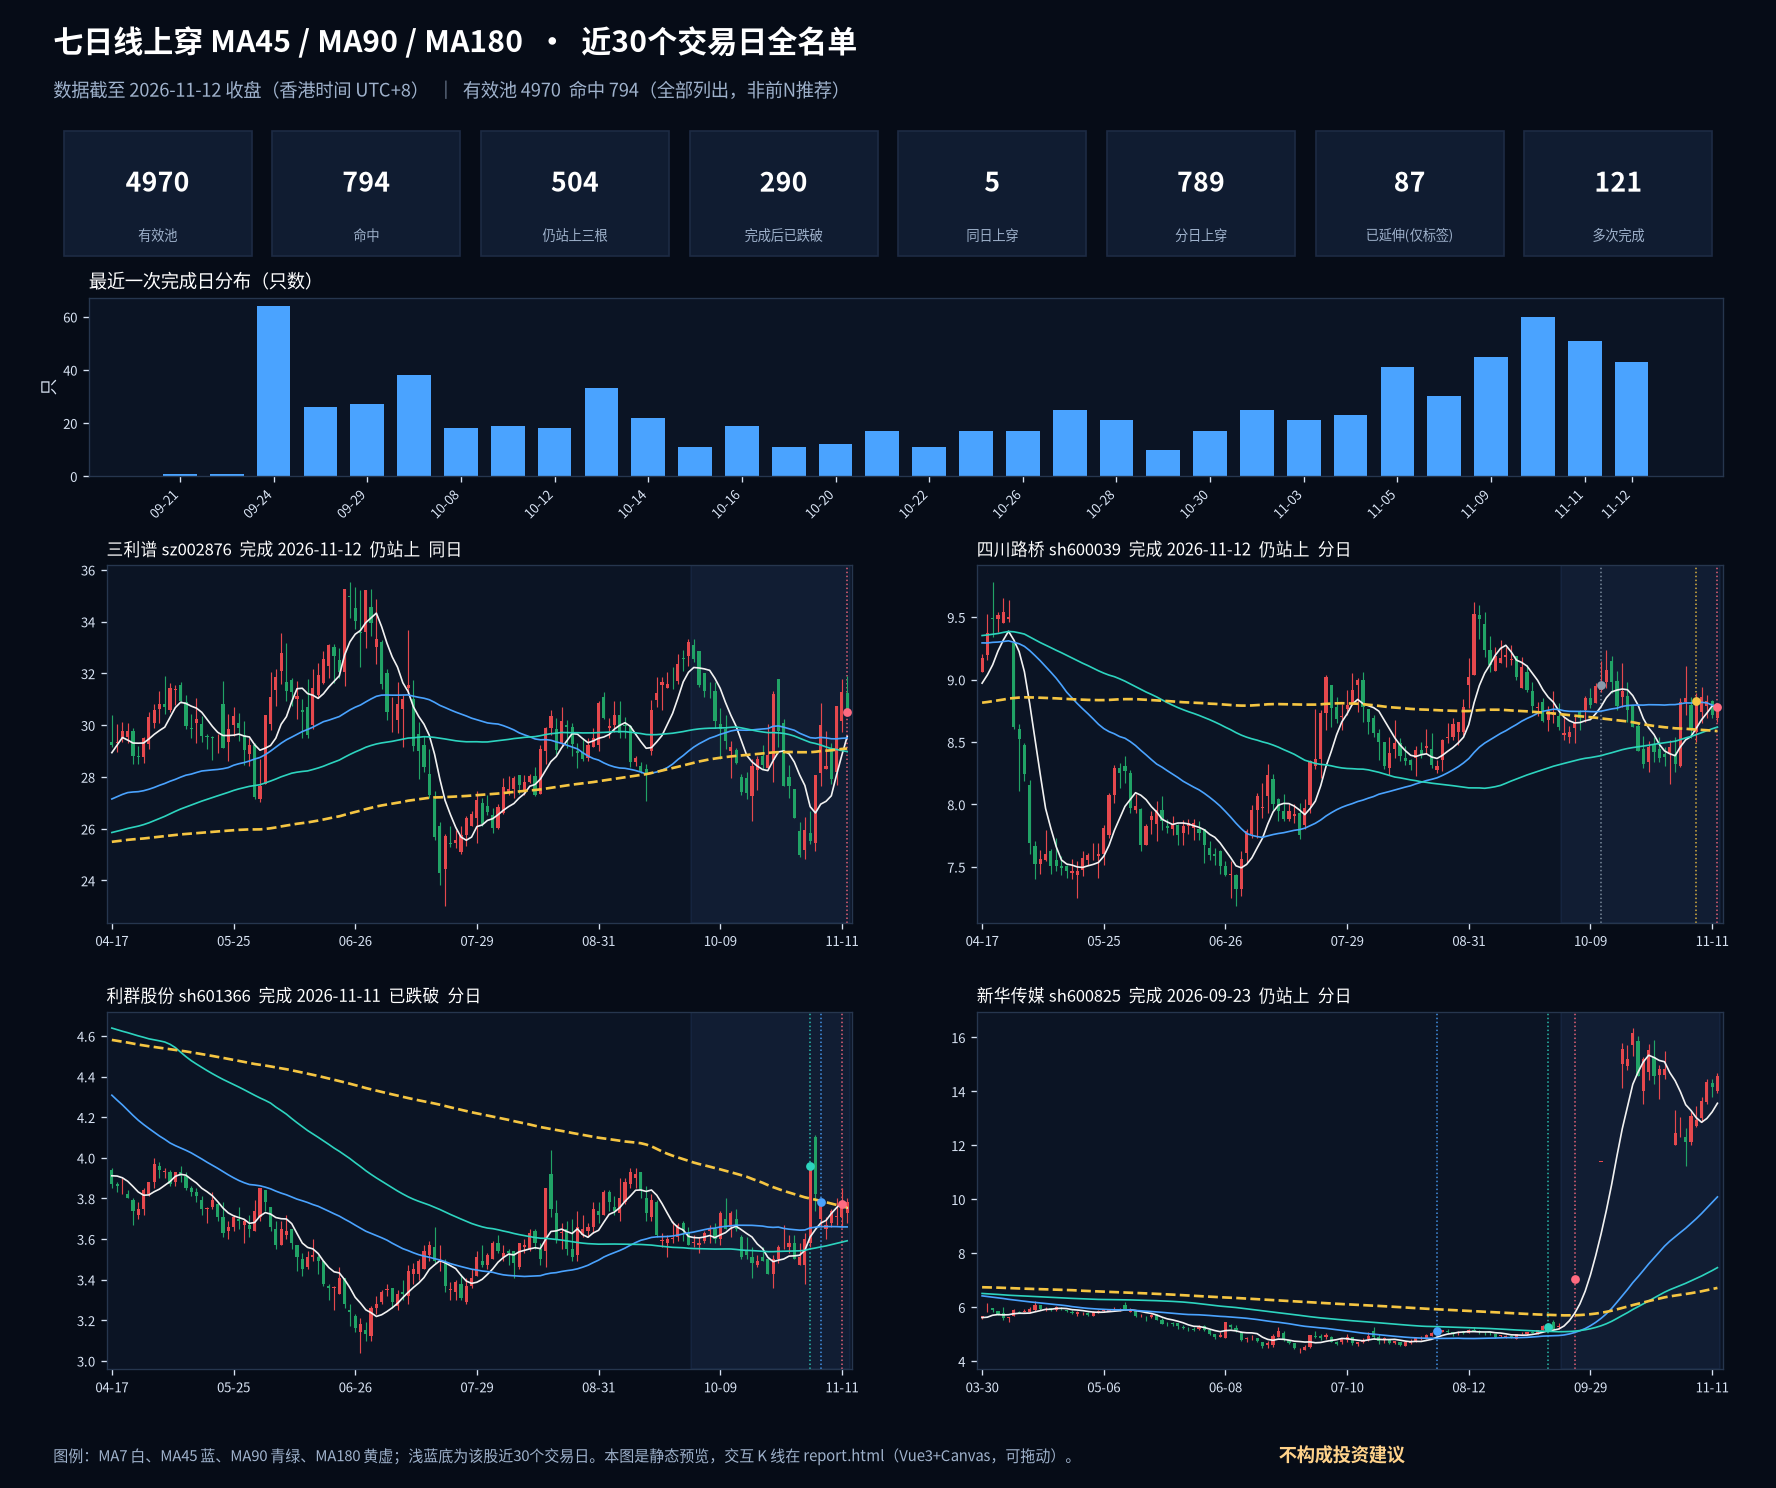 七日线上穿 MA45 / MA90 / MA180 • 近30个交易日全名单
数据截至 2026-11-12 收盘（香港时间 UTC+8） ｜ 有效池 4970 命中 794（全部列出，非前N推荐）
4970 794 504 290 5 789 87 121
有效池 命中 仍站上三根 完成后已跌破 同日上穿 分日上穿 已延伸(仅标签) 多次完成
最近一次完成日分布（只数）
只
60
40
20
0
09-21 09-24 09-29 10-08 10-12 10-14 10-16 10-20 10-22 10-26 10-28 10-30 11-03 11-05 11-09 11-11 11-12
三利谱 sz002876 完成 2026-11-12 仍站上 同日
36
34
32
30
28
26
24
04-17 05-25 06-26 07-29 08-31 10-09 11-11
四川路桥 sh600039 完成 2026-11-12 仍站上 分日
9.5
9.0
8.5
8.0
7.5
04-17 05-25 06-26 07-29 08-31 10-09 11-11
利群股份 sh601366 完成 2026-11-11 已跌破 分日
4.6
4.4
4.2
4.0
3.8
3.6
3.4
3.2
3.0
04-17 05-25 06-26 07-29 08-31 10-09 11-11
新华传媒 sh600825 完成 2026-09-23 仍站上 分日
16
14
12
10
8
6
4
03-30 05-06 06-08 07-10 08-12 09-29 11-11
图例：MA7 白、MA45 蓝、MA90 青绿、MA180 黄虚；浅蓝底为该股近30个交易日。本图是静态预览，交互 K 线在 report.html（Vue3+Canvas，可拖动）。
不构成投资建议